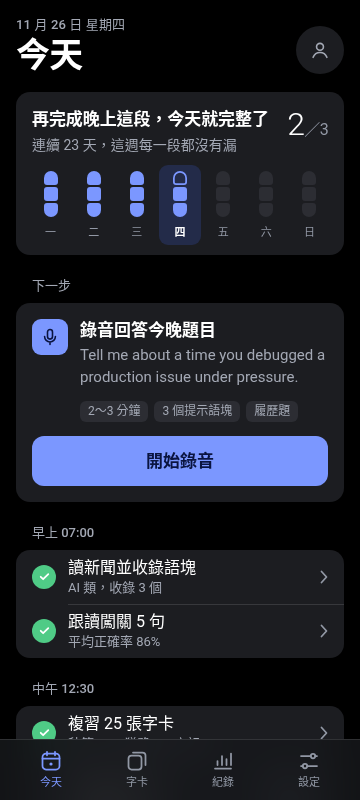 11 月 26 日 星期四
今天
再完成晚上這段，今天就完整了
2／3
連續 23 天，這週每一段都沒有漏
一 二 三 四 五 六 日
下一步
錄音回答今晚題目
Tell me about a time you debugged a
production issue under pressure.
2～3 分鐘 3 個提示語塊 履歷題
開始錄音
早上 07:00
讀新聞並收錄語塊
AI 類，收錄 3 個
跟讀闖關 5 句
平均正確率 86%
中午 12:30
複習 25 張字卡
今天 字卡 紀錄 設定